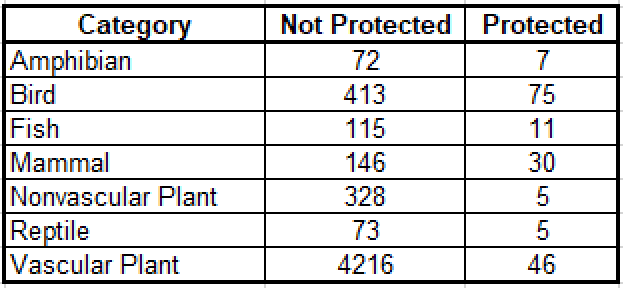 Category Not Protected Protected
Amphibian 72 7
Bird 413 75
Fish 115 11
Mammal 146 30
Nonvascular Plant 328 5
Reptile 73 5
Vascular Plant 4216 46